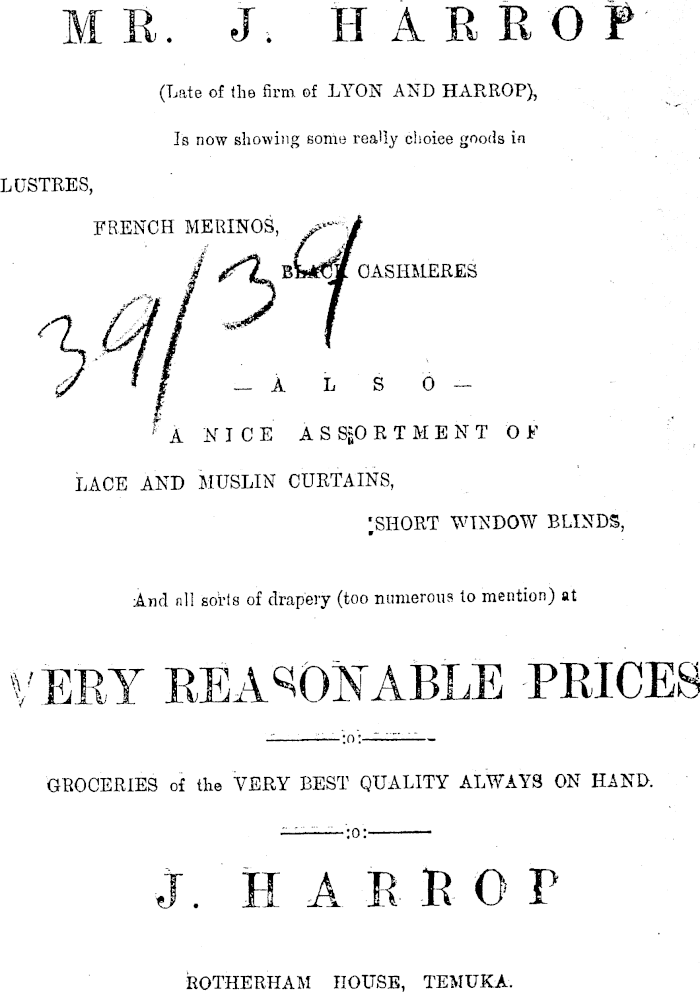 MR. J. HARROP
(Late of the firm of LYON AND HARROP),
Is now showing some really choice goods in
LUSTRES,
FRENCH MERINOS,
BLACK CASHMERES
39/39
— ALSO —
A NICE ASSORTMENT OF
LACE AND MUSLIN CURTAINS,
SHORT WINDOW BLINDS,
And all sorts of drapery (too numerous to mention) at
VERY REASONABLE PRICES
———:o:———
GROCERIES of the VERY BEST QUALITY ALWAYS ON HAND.
———:o:———
J. HARROP
ROTHERHAM HOUSE, TEMUKA.